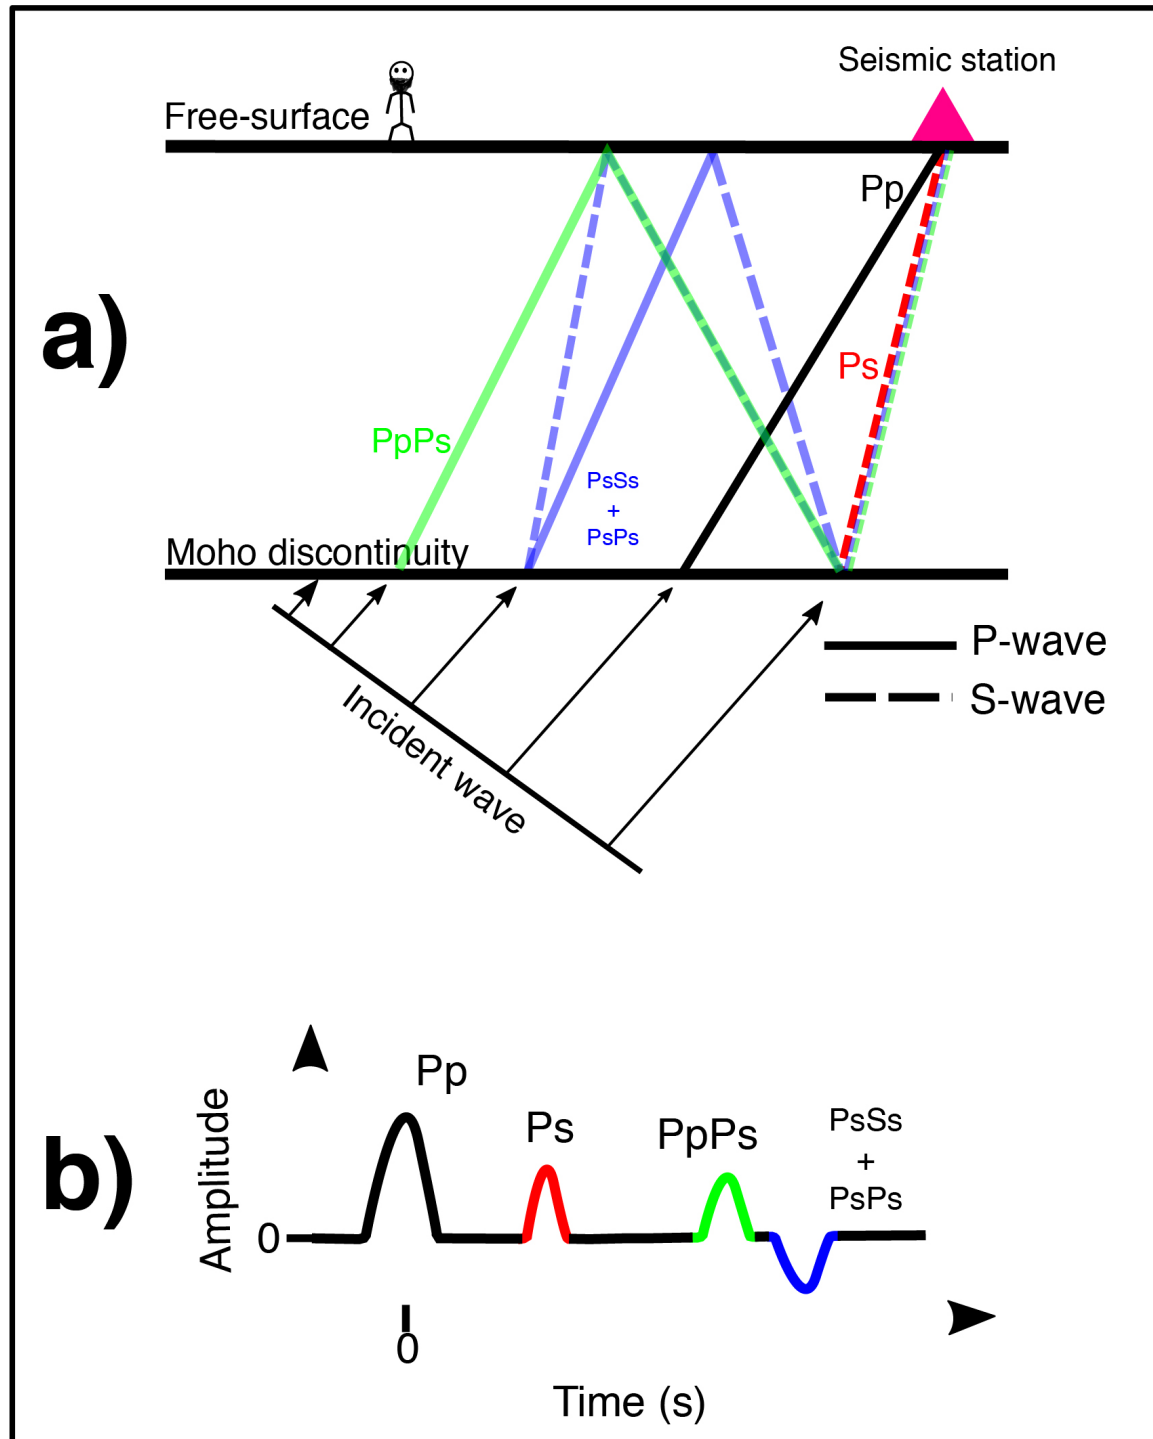 Seismic station
Free-surface
Pp
a)
Ps
PpPs
PsSs
+
PsPs
Moho discontinuity
P-wave
S-wave
Incident wave
b)
Amplitude
Pp
Ps
PpPs
PsSs
+
PsPs
0
0
Time (s)